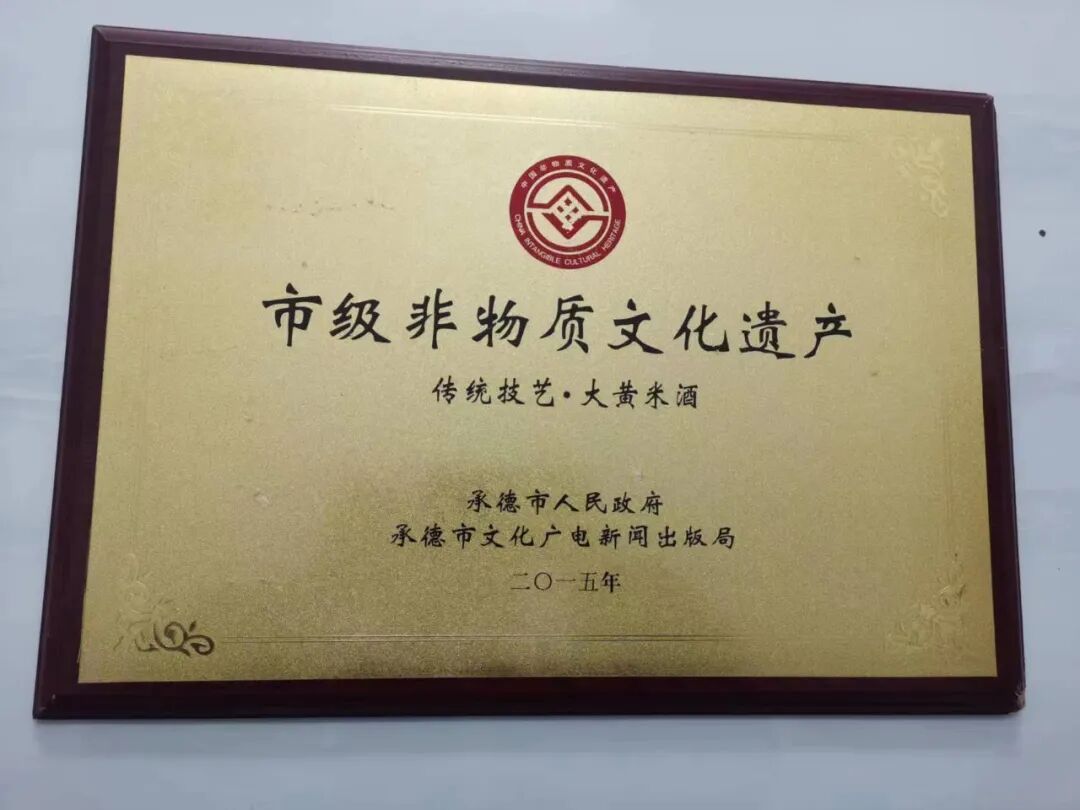 中国非物质文化遗产
CHINA INTANGIBLE CULTURAL HERITAGE
市级非物质文化遗产
传统技艺·大黄米酒
承德市人民政府
承德市文化广电新闻出版局
二〇一五年